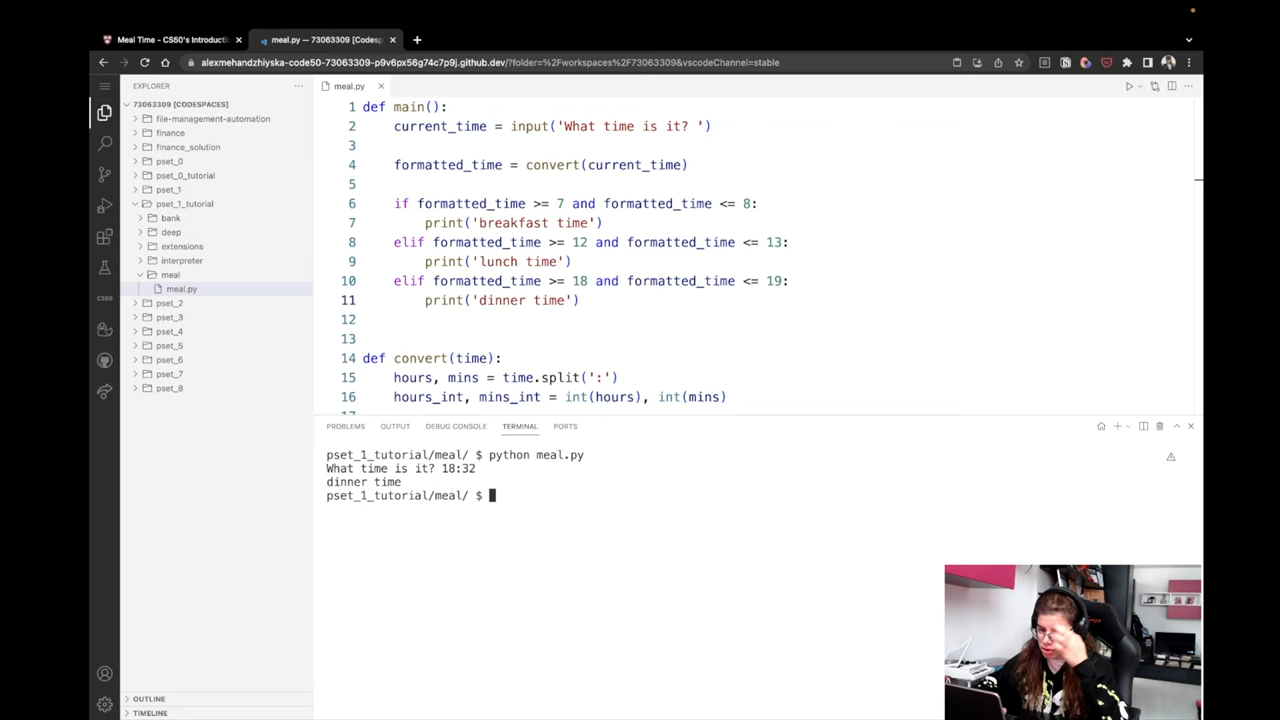 Meal Time - CS50's Introducti
meal.py — 73063309 [Codesp
alexmehandzhiyska-code50-73063309-p9v6px56g74c7p9j.github.dev/?folder=%2Fworkspaces%2F73063309&vscodeChannel=stable
EXPLORER
73063309 [CODESPACES]
file-management-automation
finance
finance_solution
pset_0
pset_0_tutorial
pset_1
pset_1_tutorial
bank
deep
extensions
interpreter
meal
meal.py
pset_2
pset_3
pset_4
pset_5
pset_6
pset_7
pset_8
OUTLINE
TIMELINE
CS50
meal.py
1 def main():
2     current_time = input('What time is it? ')
3
4     formatted_time = convert(current_time)
5
6     if formatted_time >= 7 and formatted_time <= 8:
7         print('breakfast time')
8     elif formatted_time >= 12 and formatted_time <= 13:
9         print('lunch time')
10     elif formatted_time >= 18 and formatted_time <= 19:
11         print('dinner time')
12
13
14 def convert(time):
15     hours, mins = time.split(':')
16     hours_int, mins_int = int(hours), int(mins)
17
PROBLEMS OUTPUT DEBUG CONSOLE TERMINAL PORTS
pset_1_tutorial/meal/ $ python meal.py
What time is it? 18:32
dinner time
pset_1_tutorial/meal/ $